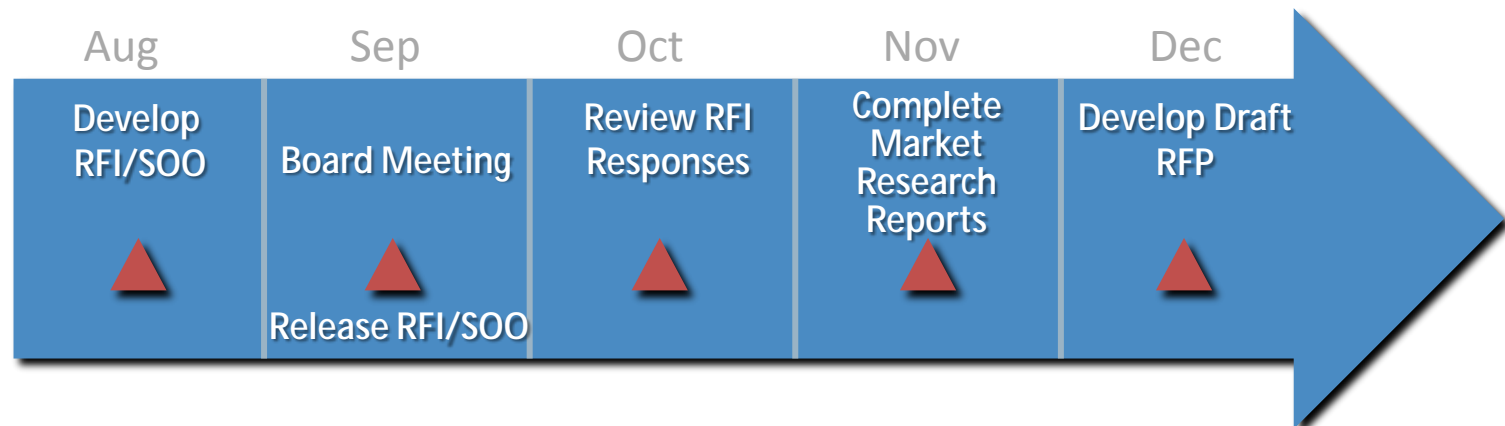 Aug
Sep
Oct
Nov
Dec
Develop
RFI/SOO
Board Meeting
Release RFI/SOO
Review RFI
Responses
Complete
Market
Research
Reports
Develop Draft
RFP